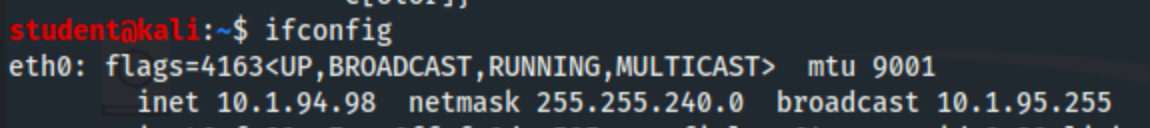 student@kali:~$ ifconfig
eth0: flags=4163<UP,BROADCAST,RUNNING,MULTICAST>  mtu 9001
inet 10.1.94.98  netmask 255.255.240.0  broadcast 10.1.95.255